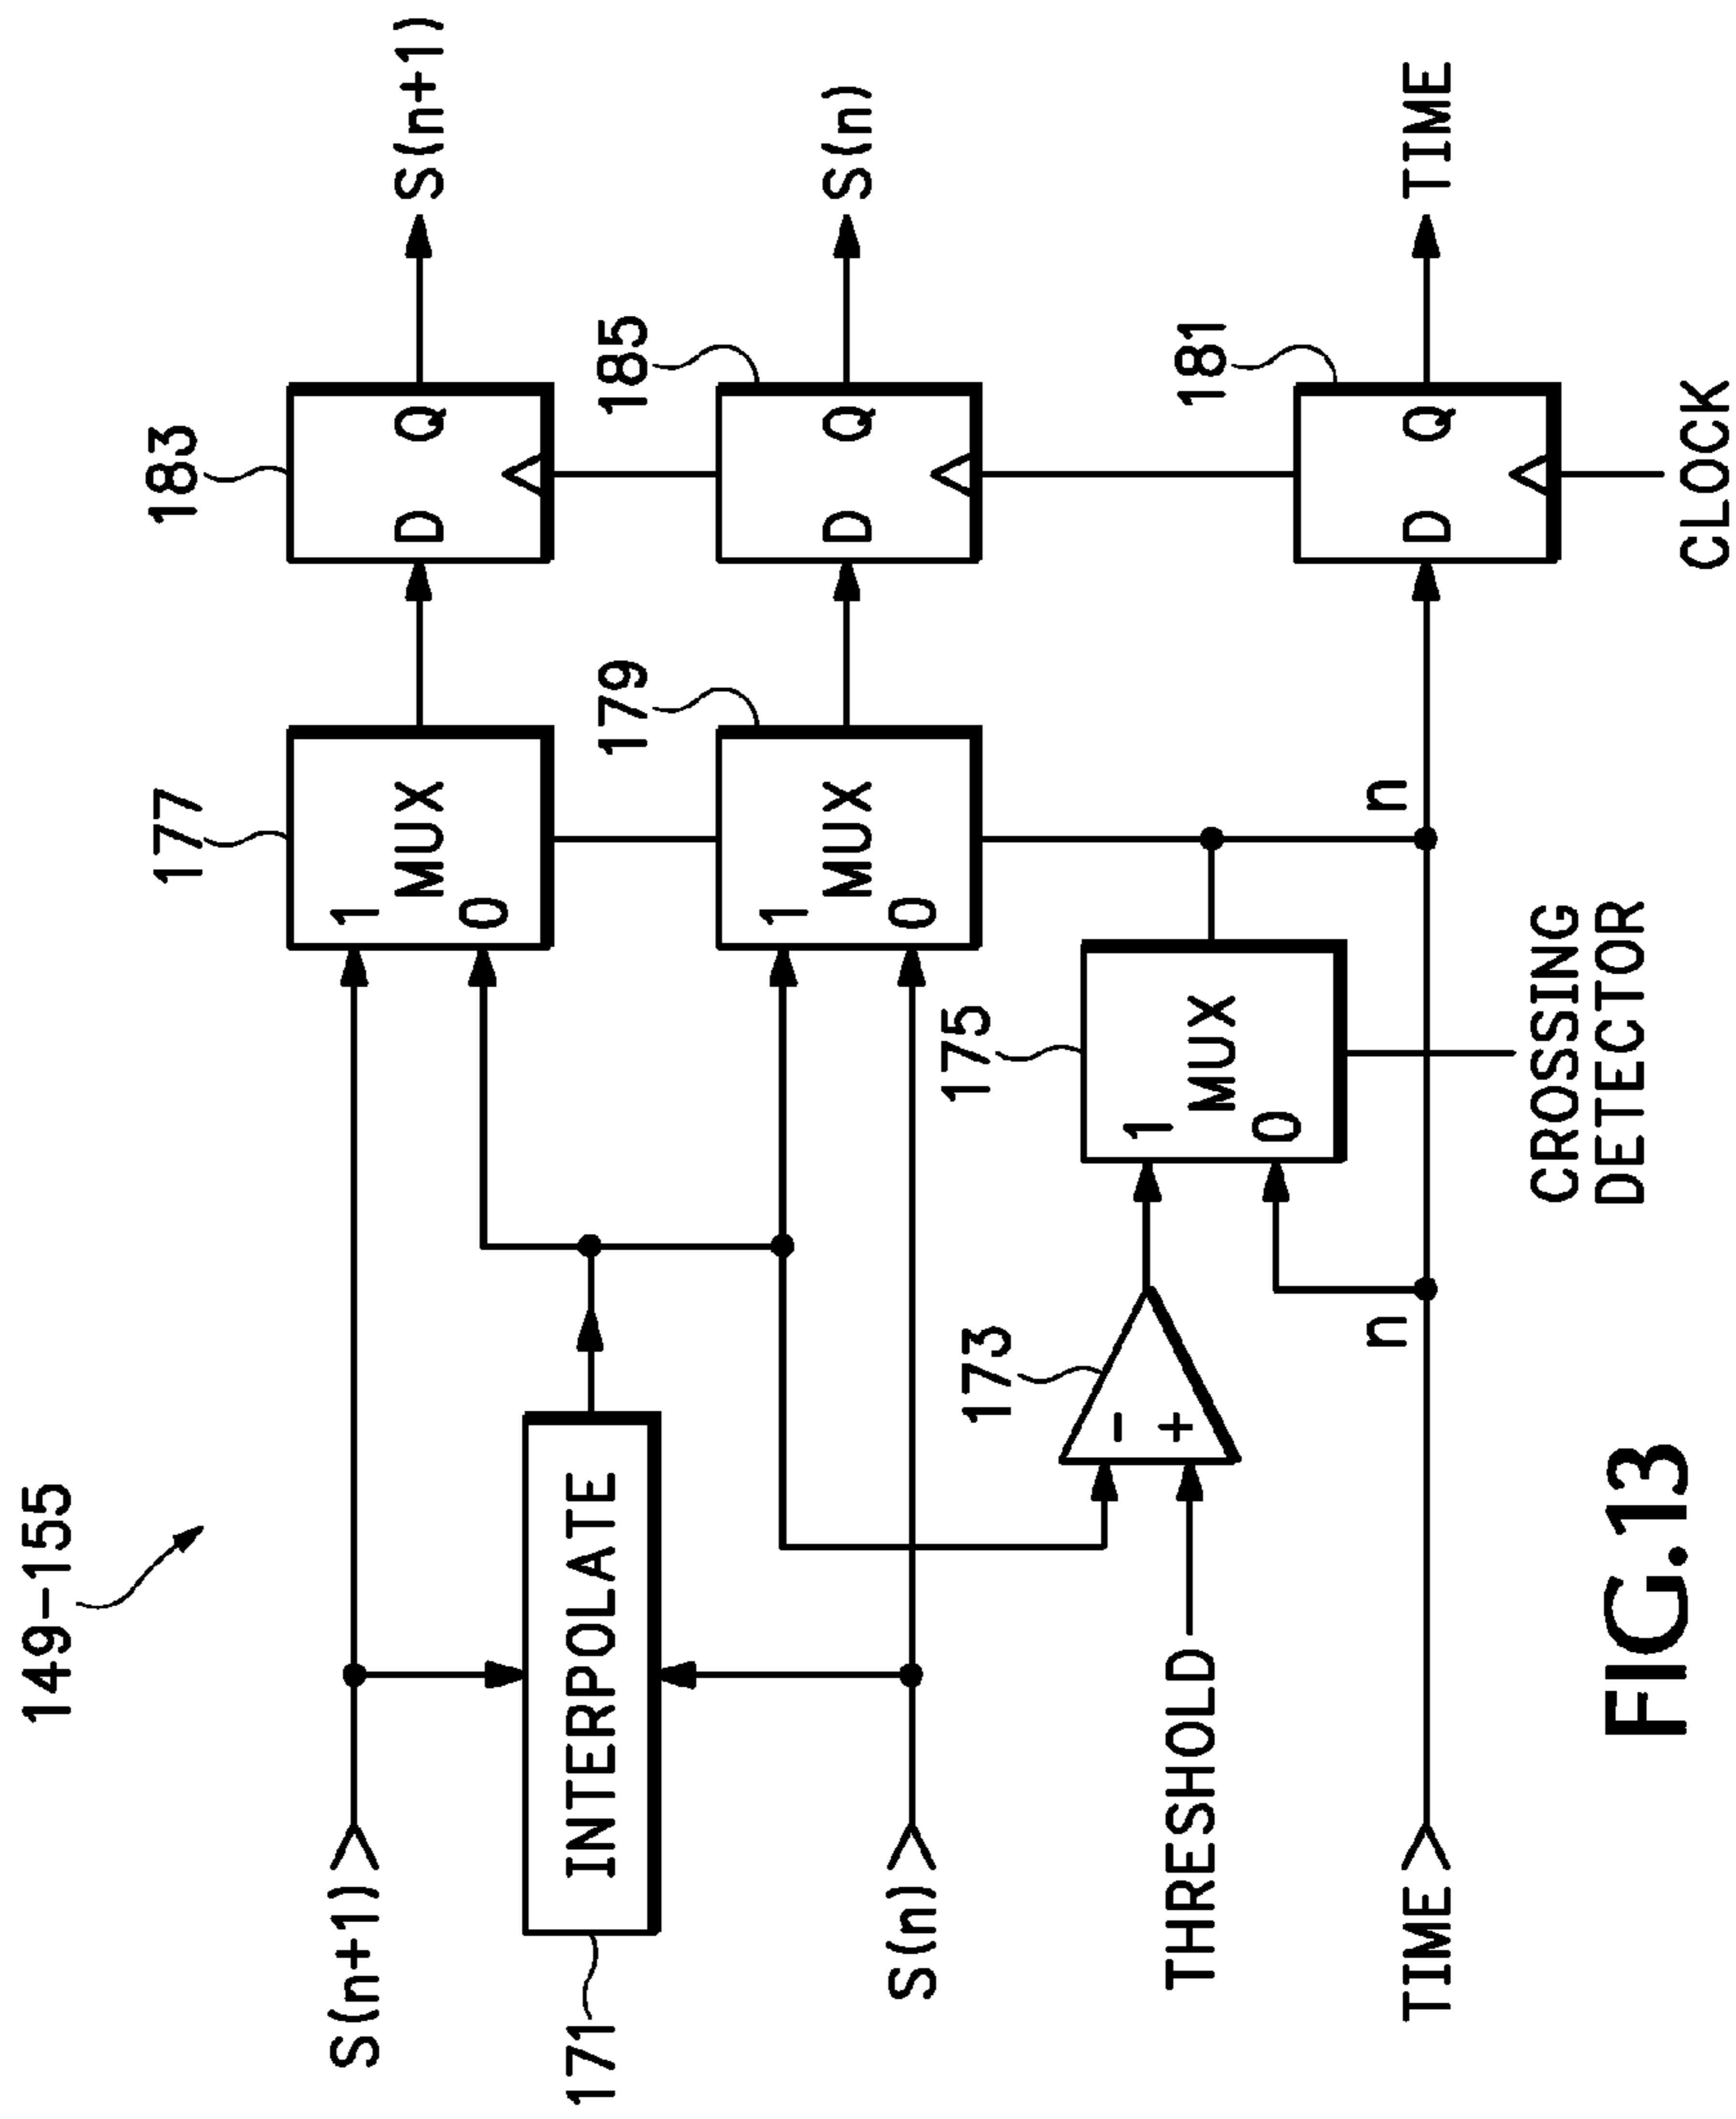 149-155
S(n+1)
171
INTERPOLATE
S(n)
THRESHOLD
TIME
173
-
+
n
175
1
MUX
0
CROSSING
DETECTOR
177
1
MUX
0
179
1
MUX
0
n
183
D
Q
185
D
Q
181
D
Q
CLOCK
S(n+1)
S(n)
TIME
FIG.13